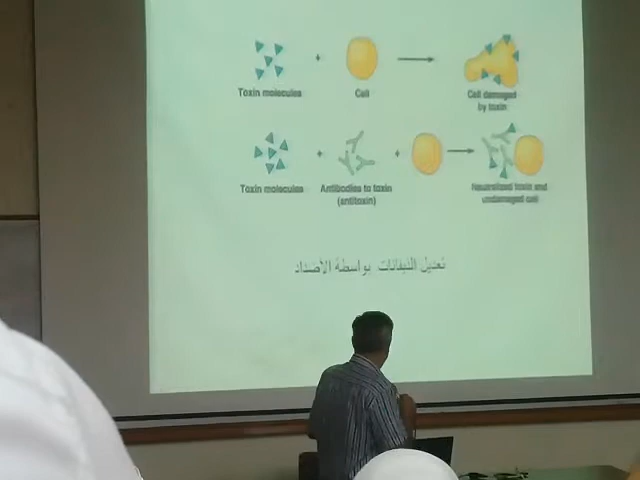 Toxin molecules
Cell
Cell damaged
by toxin
Toxin molecules
Antibodies to toxin
(antitoxin)
Neutralized toxin and
undamaged cell
تعديل الذيفانات بواسطة الأضداد